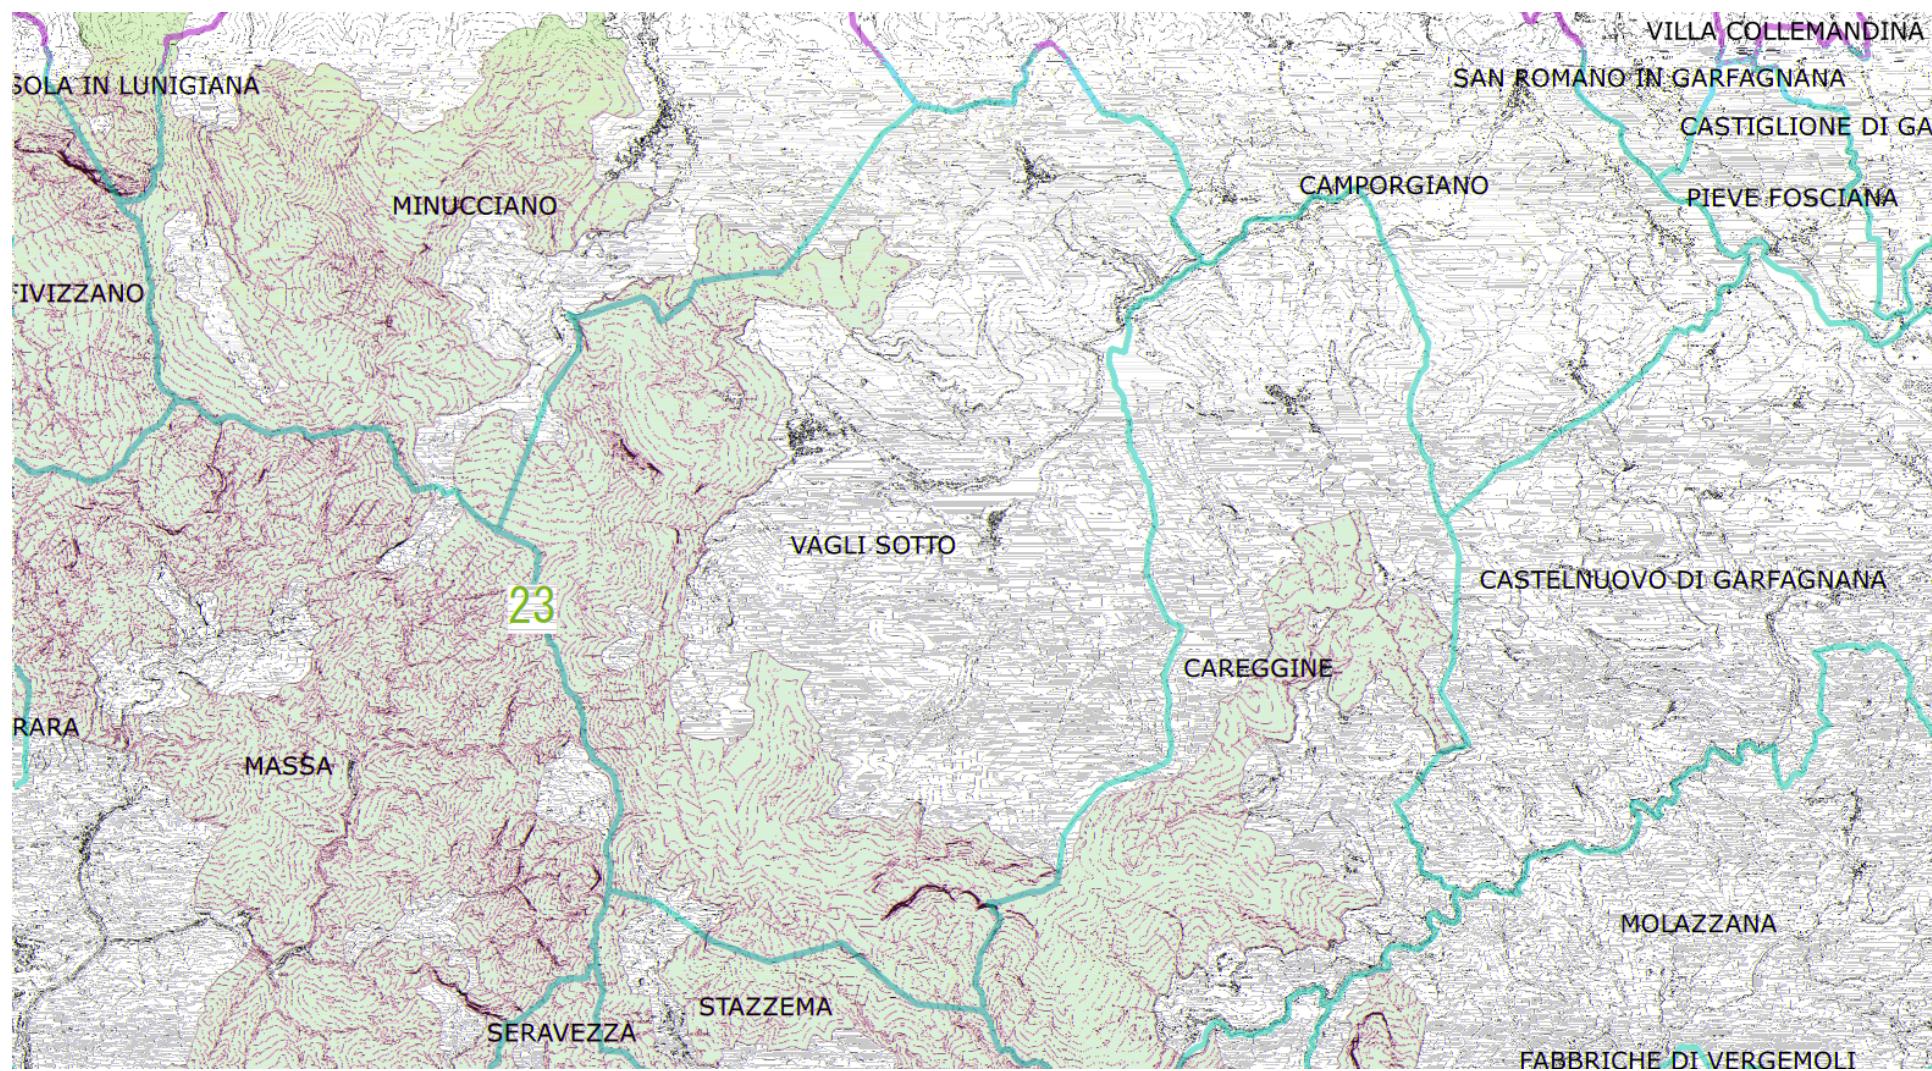 VILLA COLLEMANDINA
SAN ROMANO IN GARFAGNANA
SOLA IN LUNIGIANA
CASTIGLIONE DI GA
CAMPORGIANO
PIEVE FOSCIANA
MINUCCIANO
FIVIZZANO
VAGLI SOTTO
CASTELNUOVO DI GARFAGNANA
23
CAREGGINE
RARA
MASSA
MOLAZZANA
STAZZEMA
SERAVEZZA
FABBRICHE DI VERGEMOLI